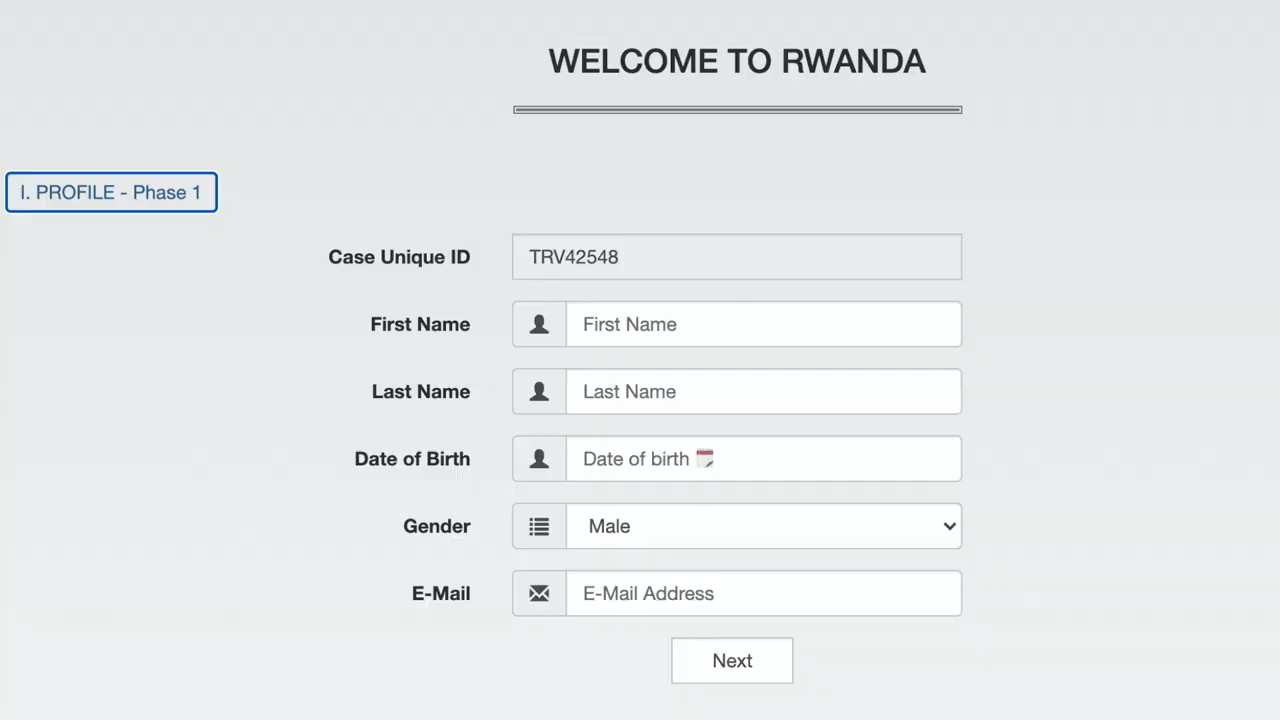 WELCOME TO RWANDA
I. PROFILE - Phase 1
Case Unique ID TRV42548
First Name First Name
Last Name Last Name
Date of Birth Date of birth
Gender Male
E-Mail E-Mail Address
Next